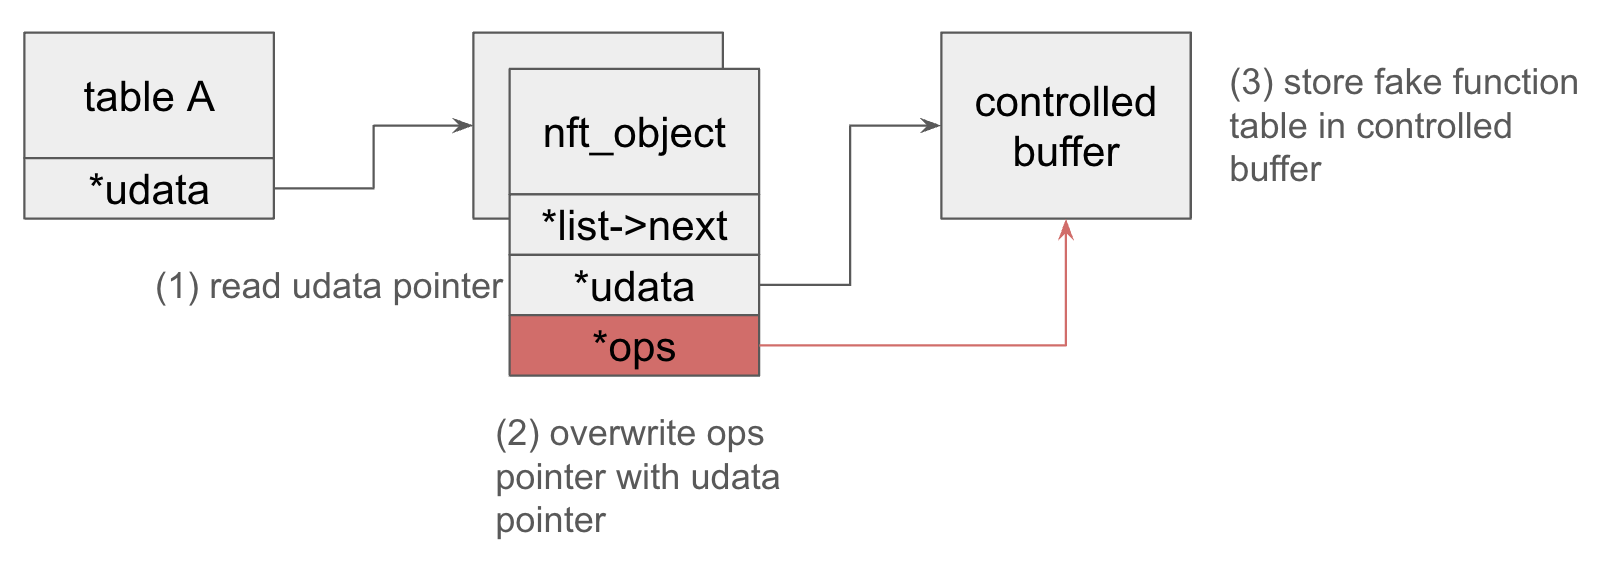 table A
*udata
nft_object
*list->next
*udata
*ops
controlled
buffer
(1) read udata pointer
(2) overwrite ops
pointer with udata
pointer
(3) store fake function
table in controlled
buffer